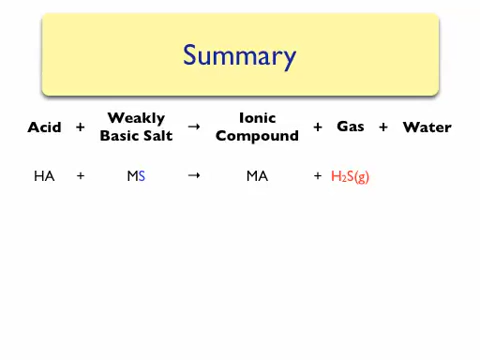 Summary
Acid + Weakly Basic Salt → Ionic Compound + Gas + Water
HA + MS → MA + H₂S(g)